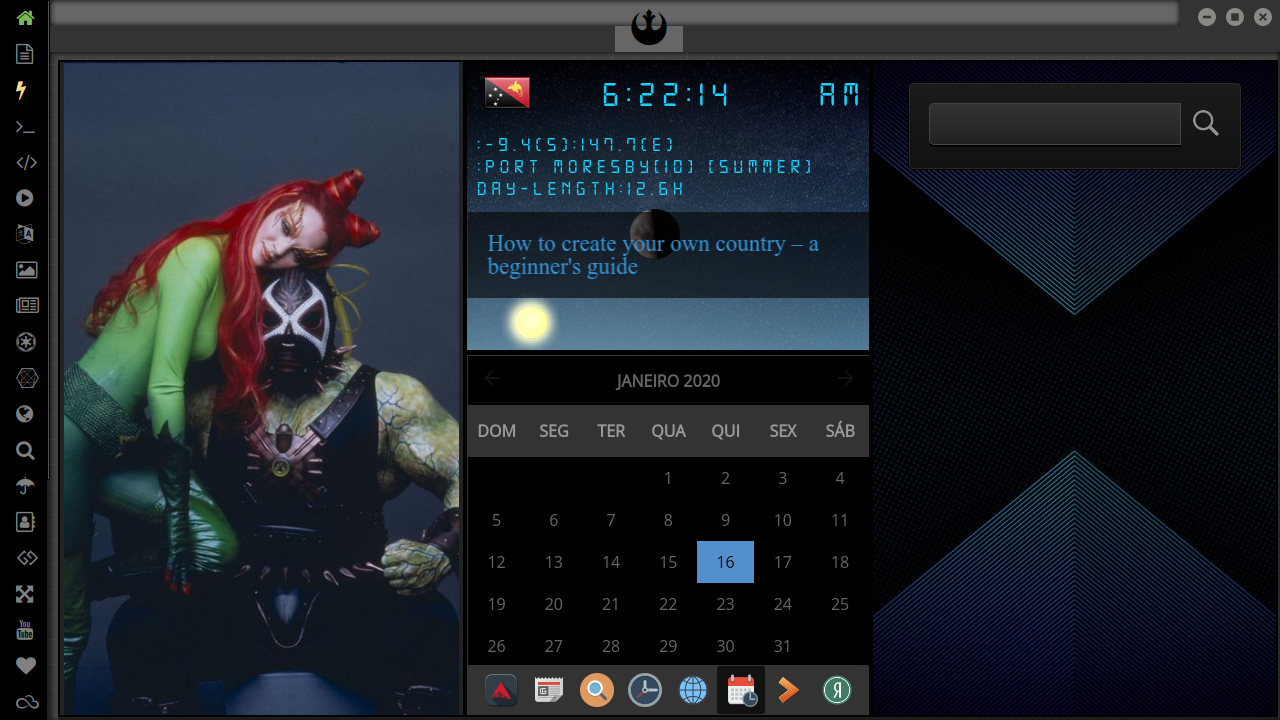 6:22:14 AM
:-9.4(S):147.7(E)
:PORT MORESBY(ID) (SUMMER)
DAY-LENGTH:12.6H
How to create your own country – a
beginner's guide
JANEIRO 2020
DOM SEG TER QUA QUI SEX SÁB
1 2 3 4
5 6 7 8 9 10 11
12 13 14 15 16 17 18
19 20 21 22 23 24 25
26 27 28 29 30 31
You
Tube
Я